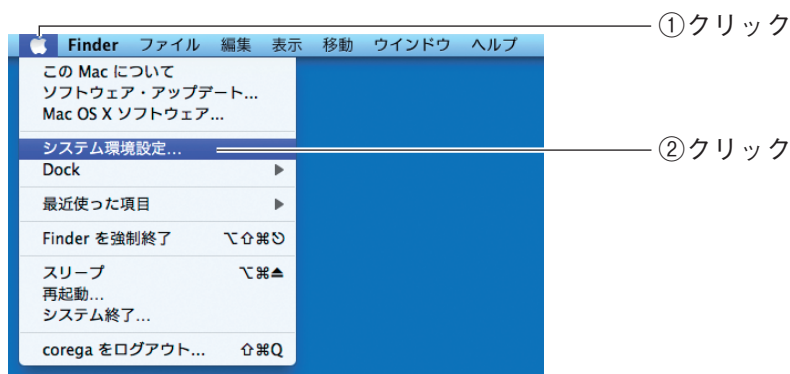 ①クリック
Finder ファイル 編集 表示 移動 ウインドウ ヘルプ
この Mac について
ソフトウェア・アップデート...
Mac OS X ソフトウェア...
システム環境設定...
②クリック
Dock ▶
最近使った項目 ▶
Finder を強制終了 ⌥⇧⌘⎋
スリープ ⌥⌘⏏
再起動...
システム終了...
corega をログアウト... ⇧⌘Q